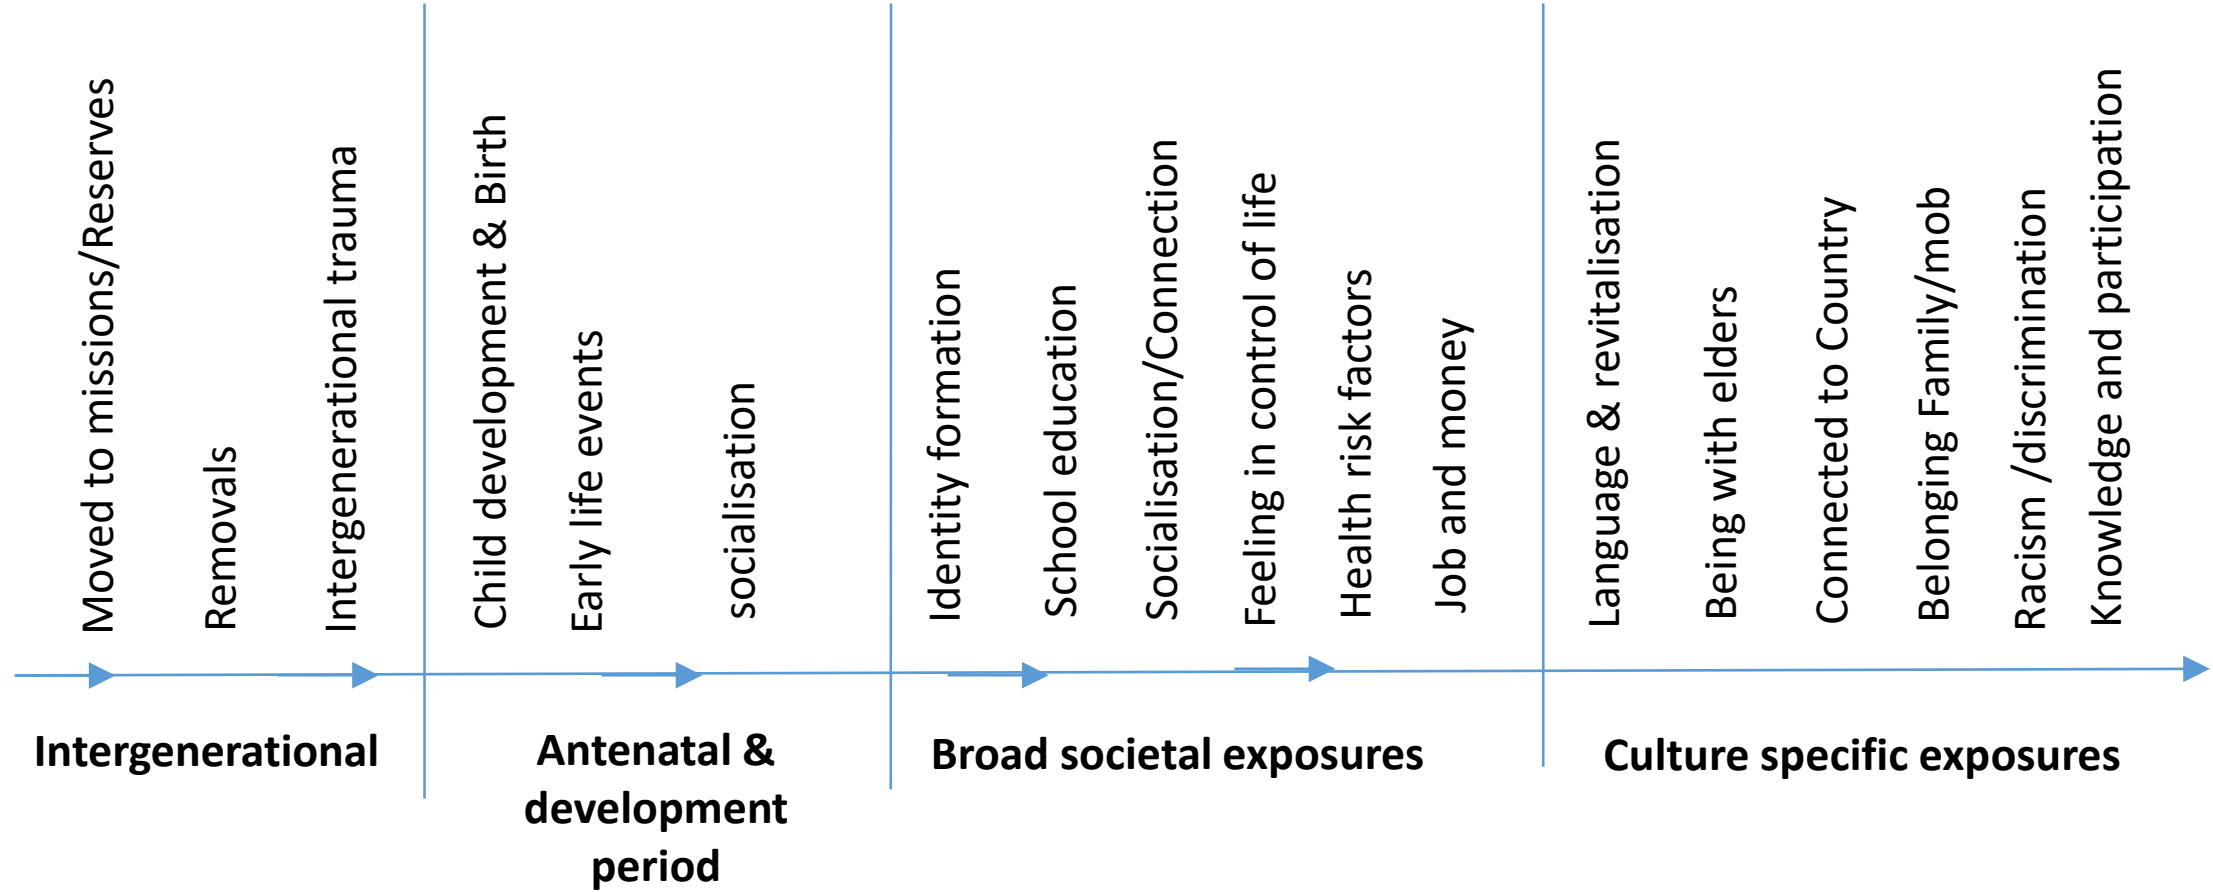 Moved to missions/Reserves
Removals
Intergenerational trauma
Child development & Birth
Early life events
socialisation
Identity formation
School education
Socialisation/Connection
Feeling in control of life
Health risk factors
Job and money
Language & revitalisation
Being with elders
Connected to Country
Belonging Family/mob
Racism /discrimination
Knowledge and participation
Intergenerational
Antenatal &
development
period
Broad societal exposures
Culture specific exposures